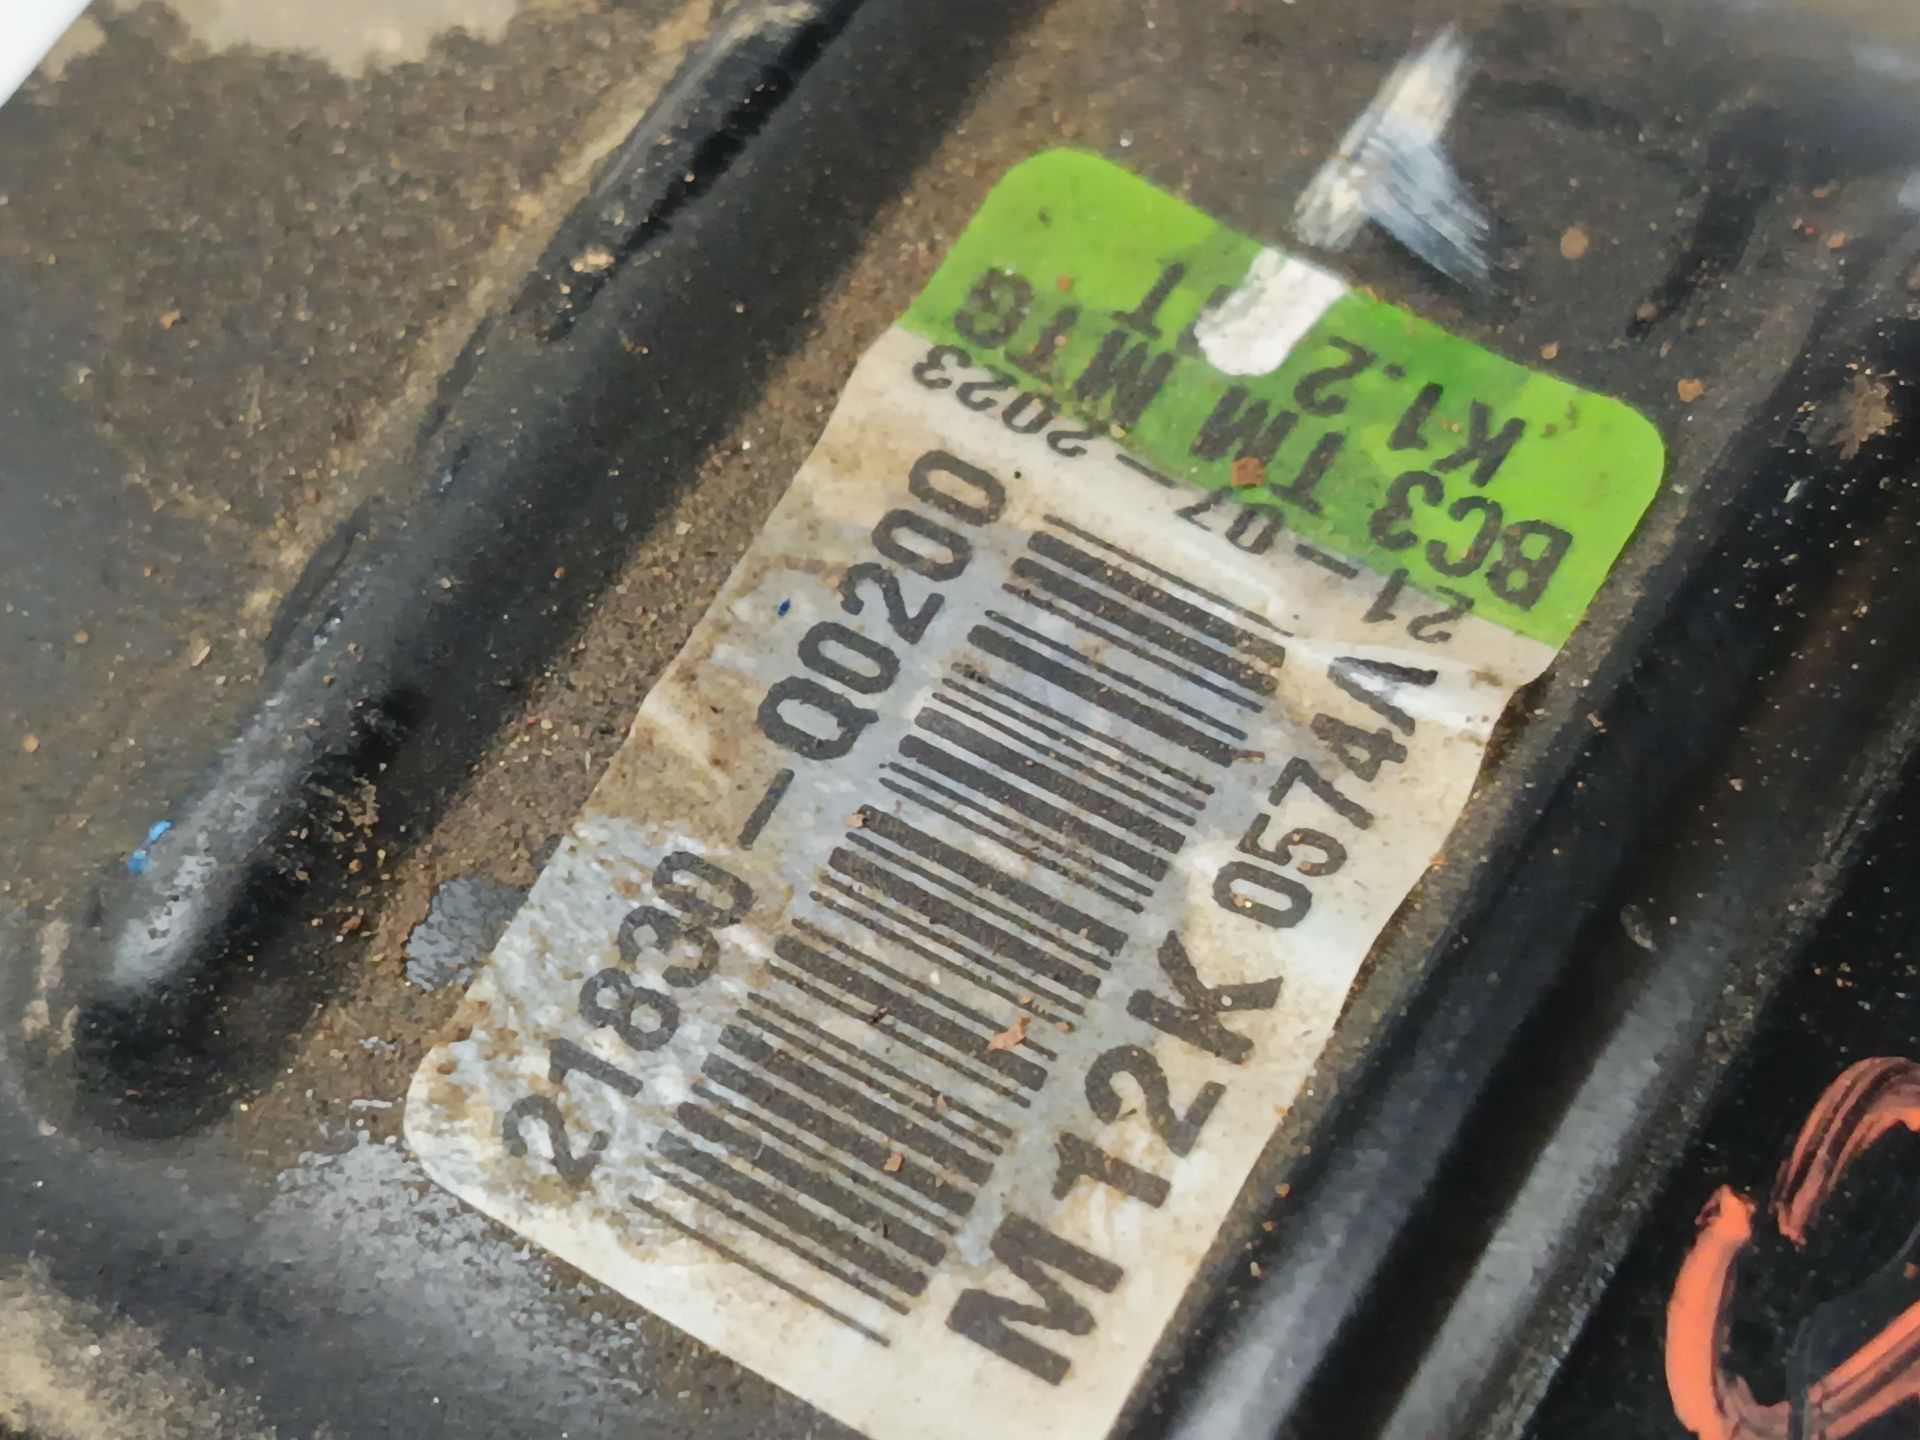 21830-Q0200
M12K 0574A
21-07-2023
BC3 TM MTG
K1.2